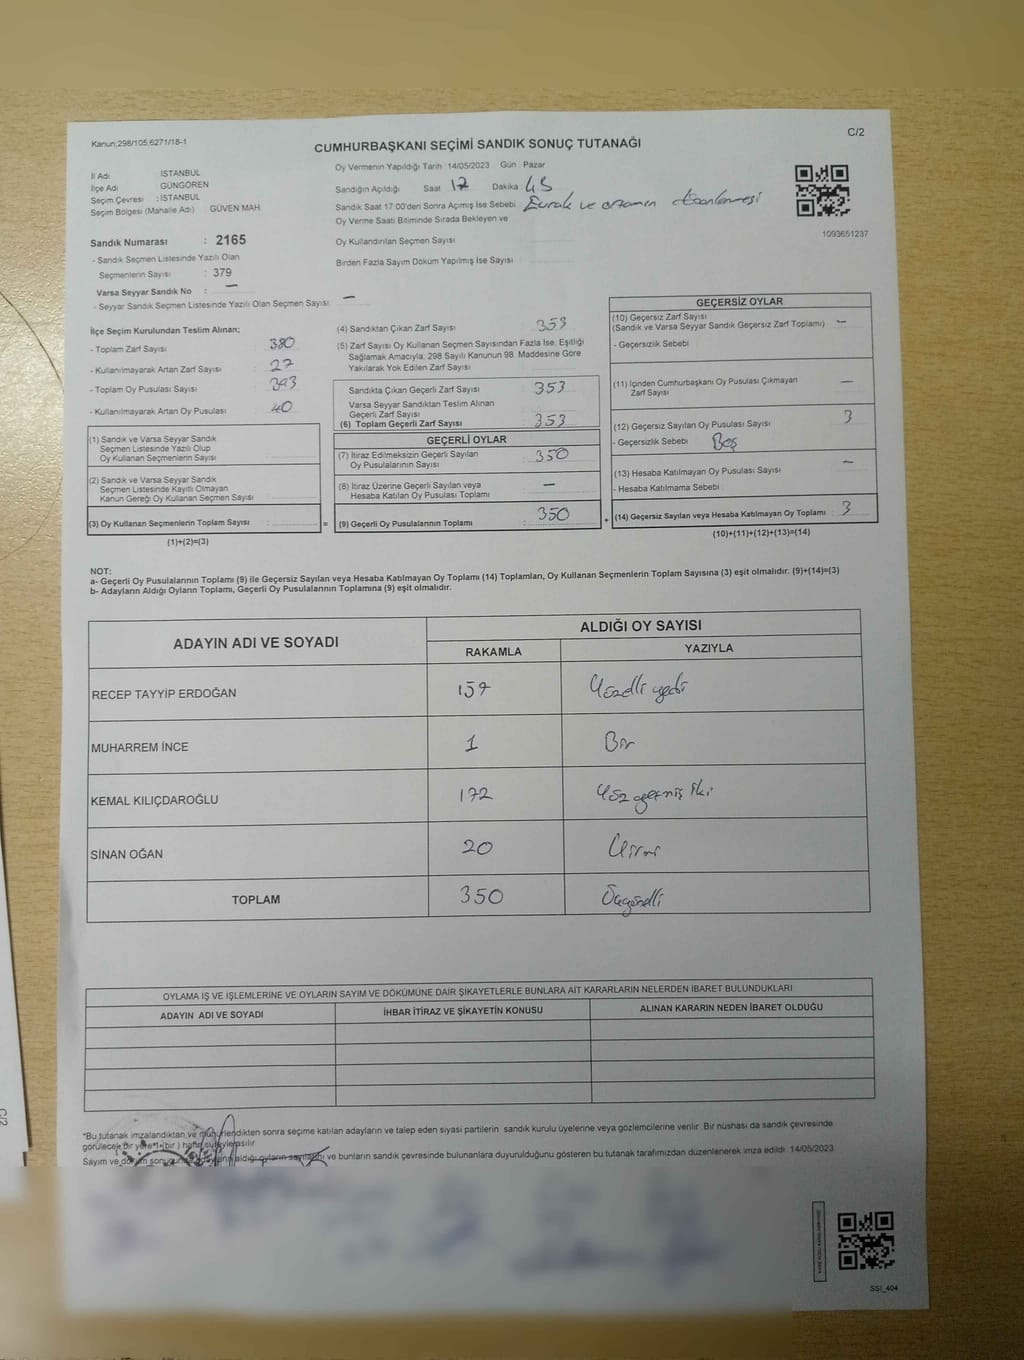 Kanun;298/105,6271/18-1
C/2
CUMHURBAŞKANI SEÇİMİ SANDIK SONUÇ TUTANAĞI
İl Adı İSTANBUL
İlçe Adı GÜNGÖREN
Seçim Çevresi : İSTANBUL
Seçim Bölgesi (Mahalle Adı) GÜVEN MAH.
Oy Vermenin Yapıldığı Tarih : 14/05/2023 Gün : Pazar
Sandığın Açıldığı Saat 17 Dakika 45
Sandık Saat 17:00'den Sonra Açımış İse Sebebi Evrak ve ortamın
Oy Verme Saati Bitiminde Sırada Bekleyen ve
Oy Kullandırılan Seçmen Sayısı
Birden Fazla Sayım Döküm Yapılmış İse Sayısı :
1093651237
Sandık Numarası : 2165
- Sandık Seçmen Listesinde Yazılı Olan
Seçmenlerin Sayısı : 379
Varsa Seyyar Sandık No : —
- Seyyar Sandık Seçmen Listesinde Yazılı Olan Seçmen Sayısı : —
İlçe Seçim Kurulundan Teslim Alınan;
- Toplam Zarf Sayısı : 380
- Kullanılmayarak Artan Zarf Sayısı : 27
- Toplam Oy Pusulası Sayısı : 393
- Kullanılmayarak Artan Oy Pusulası : 40
(1) Sandık ve Varsa Seyyar Sandık
Seçmen Listesinde Yazılı Olup
Oy Kullanan Seçmenlerin Sayısı :
(2) Sandık ve Varsa Seyyar Sandık
Seçmen Listesinde Kayıtlı Olmayan
Kanun Gereği Oy Kullanan Seçmen Sayısı :
(3) Oy Kullanan Seçmenlerin Toplam Sayısı :
(1)+(2)=(3)
(4) Sandıktan Çıkan Zarf Sayısı : 353
(5) Zarf Sayısı Oy Kullanan Seçmen Sayısından Fazla İse, Eşitliği
Sağlamak Amacıyla; 298 Sayılı Kanunun 98. Maddesine Göre
Yakılarak Yok Edilen Zarf Sayısı :
Sandıkta Çıkan Geçerli Zarf Sayısı : 353
Varsa Seyyar Sandıktan Teslim Alınan
Geçerli Zarf Sayısı :
(6) Toplam Geçerli Zarf Sayısı : 353
GEÇERLİ OYLAR
(7) İtiraz Edilmeksizin Geçerli Sayılan
Oy Pusulalarının Sayısı : 350
(8) İtiraz Üzerine Geçerli Sayılan veya
Hesaba Katılan Oy Pusulası Toplamı : —
= (9) Geçerli Oy Pusulalarının Toplamı : 350
GEÇERSİZ OYLAR
(10) Geçersiz Zarf Sayısı
(Sandık ve Varsa Seyyar Sandık Geçersiz Zarf Toplamı) : —
- Geçersizlik Sebebi
(11) İçinden Cumhurbaşkanı Oy Pusulası Çıkmayan
Zarf Sayısı : —
(12) Geçersiz Sayılan Oy Pusulası Sayısı : 3
- Geçersizlik Sebebi : Boş
(13) Hesaba Katılmayan Oy Pusulası Sayısı : —
- Hesaba Katılmama Sebebi :
+ (14) Geçersiz Sayılan veya Hesaba Katılmayan Oy Toplamı : 3
(10)+(11)+(12)+(13)=(14)
NOT:
a- Geçerli Oy Pusulalarının Toplamı (9) ile Geçersiz Sayılan veya Hesaba Katılmayan Oy Toplamı (14) Toplamları, Oy Kullanan Seçmenlerin Toplam Sayısına (3) eşit olmalıdır. (9)+(14)=(3)
b- Adayların Aldığı Oyların Toplamı, Geçerli Oy Pusulalarının Toplamına (9) eşit olmalıdır.
ADAYIN ADI VE SOYADI
ALDIĞI OY SAYISI
RAKAMLA YAZIYLA
RECEP TAYYİP ERDOĞAN 157 Yüzelli yedi
MUHARREM İNCE 1 Bir
KEMAL KILIÇDAROĞLU 172 Yüz yetmiş iki
SİNAN OĞAN 20 Yirmi
TOPLAM 350 Üçyüzelli
OYLAMA İŞ VE İŞLEMLERİNE VE OYLARIN SAYIM VE DÖKÜMÜNE DAİR ŞİKAYETLERLE BUNLARA AİT KARARLARIN NELERDEN İBARET BULUNDUKLARI
ADAYIN ADI VE SOYADI İHBAR İTİRAZ VE ŞİKAYETİN KONUSU ALINAN KARARIN NEDEN İBARET OLDUĞU
*Bu tutanak imzalandıktan ve mühürlendikten sonra seçime katılan adayların ve talep eden siyasi partilerin sandık kurulu üyelerine veya gözlemcilerine verilir. Bir nüshası da sandık çevresinde
görülecek bir yere 1 (bir) hafta süreyle asılır.
Sayım ve döküm sonucunda adayların aldığı oyların sayılarını ve bunların sandık çevresinde bulunanlara duyurulduğunu gösteren bu tutanak tarafımızdan düzenlenerek imza edildi. 14/05/2023
SSI_404
C/2